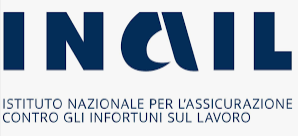 INAIL
ISTITUTO NAZIONALE PER L'ASSICURAZIONE
CONTRO GLI INFORTUNI SUL LAVORO